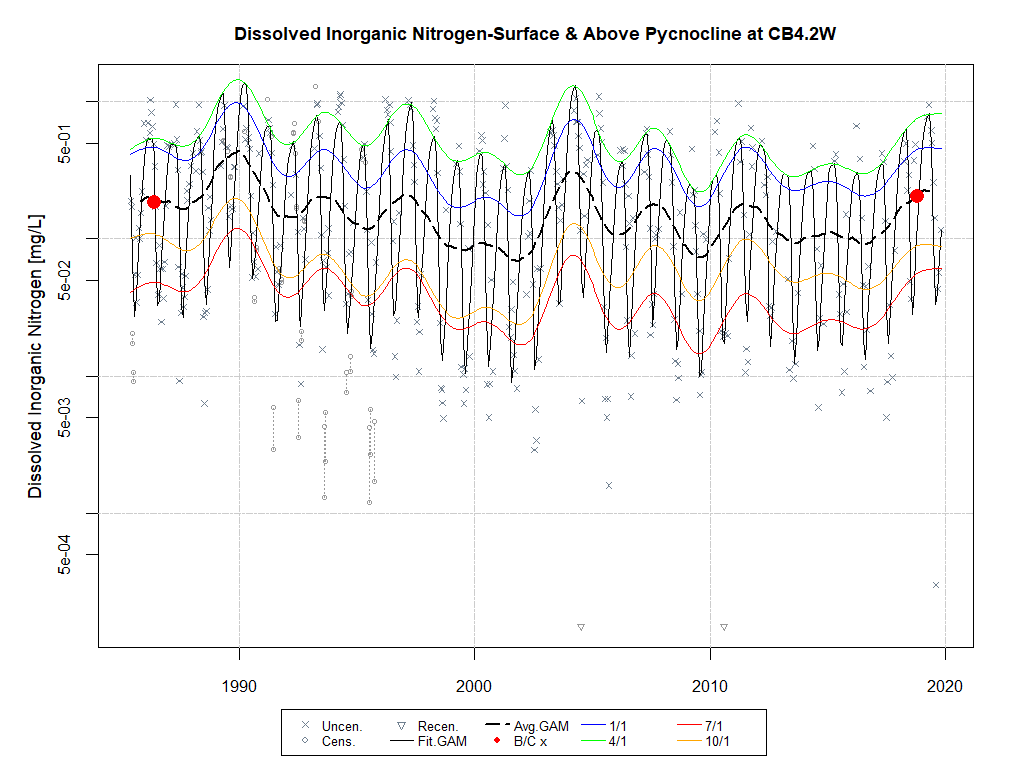 Dissolved Inorganic Nitrogen-Surface & Above Pycnocline at CB4.2W
Dissolved Inorganic Nitrogen [mg/L]
5e-01
5e-02
5e-03
5e-04
1990 2000 2010 2020
Uncen. Recen. Avg.GAM 1/1 7/1
Cens. Fit.GAM B/C x 4/1 10/1